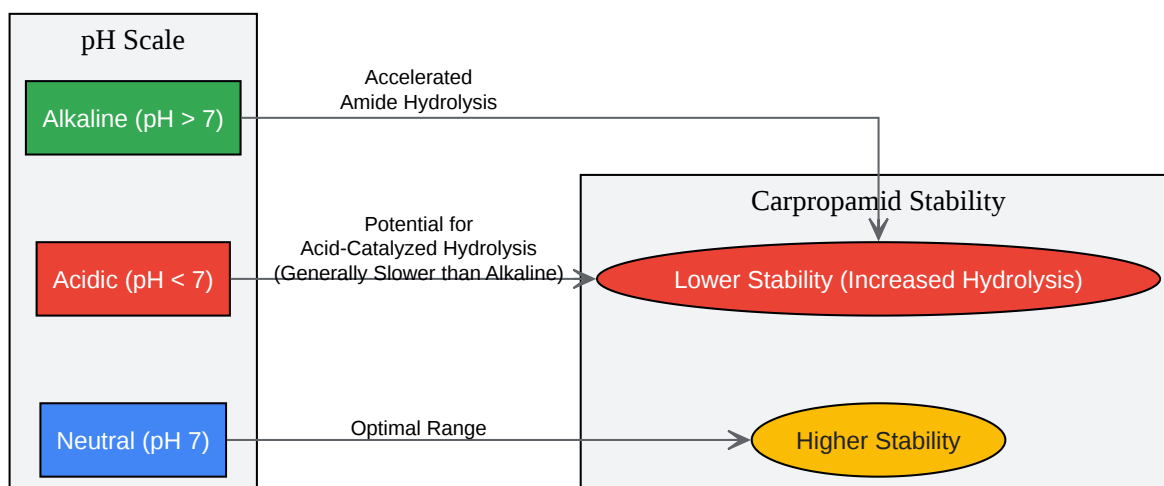 pH Scale
Alkaline (pH > 7)
Accelerated
Amide Hydrolysis
Carpropamid Stability
Acidic (pH < 7)
Potential for
Acid-Catalyzed Hydrolysis
(Generally Slower than Alkaline)
Lower Stability (Increased Hydrolysis)
Neutral (pH 7)
Optimal Range
Higher Stability